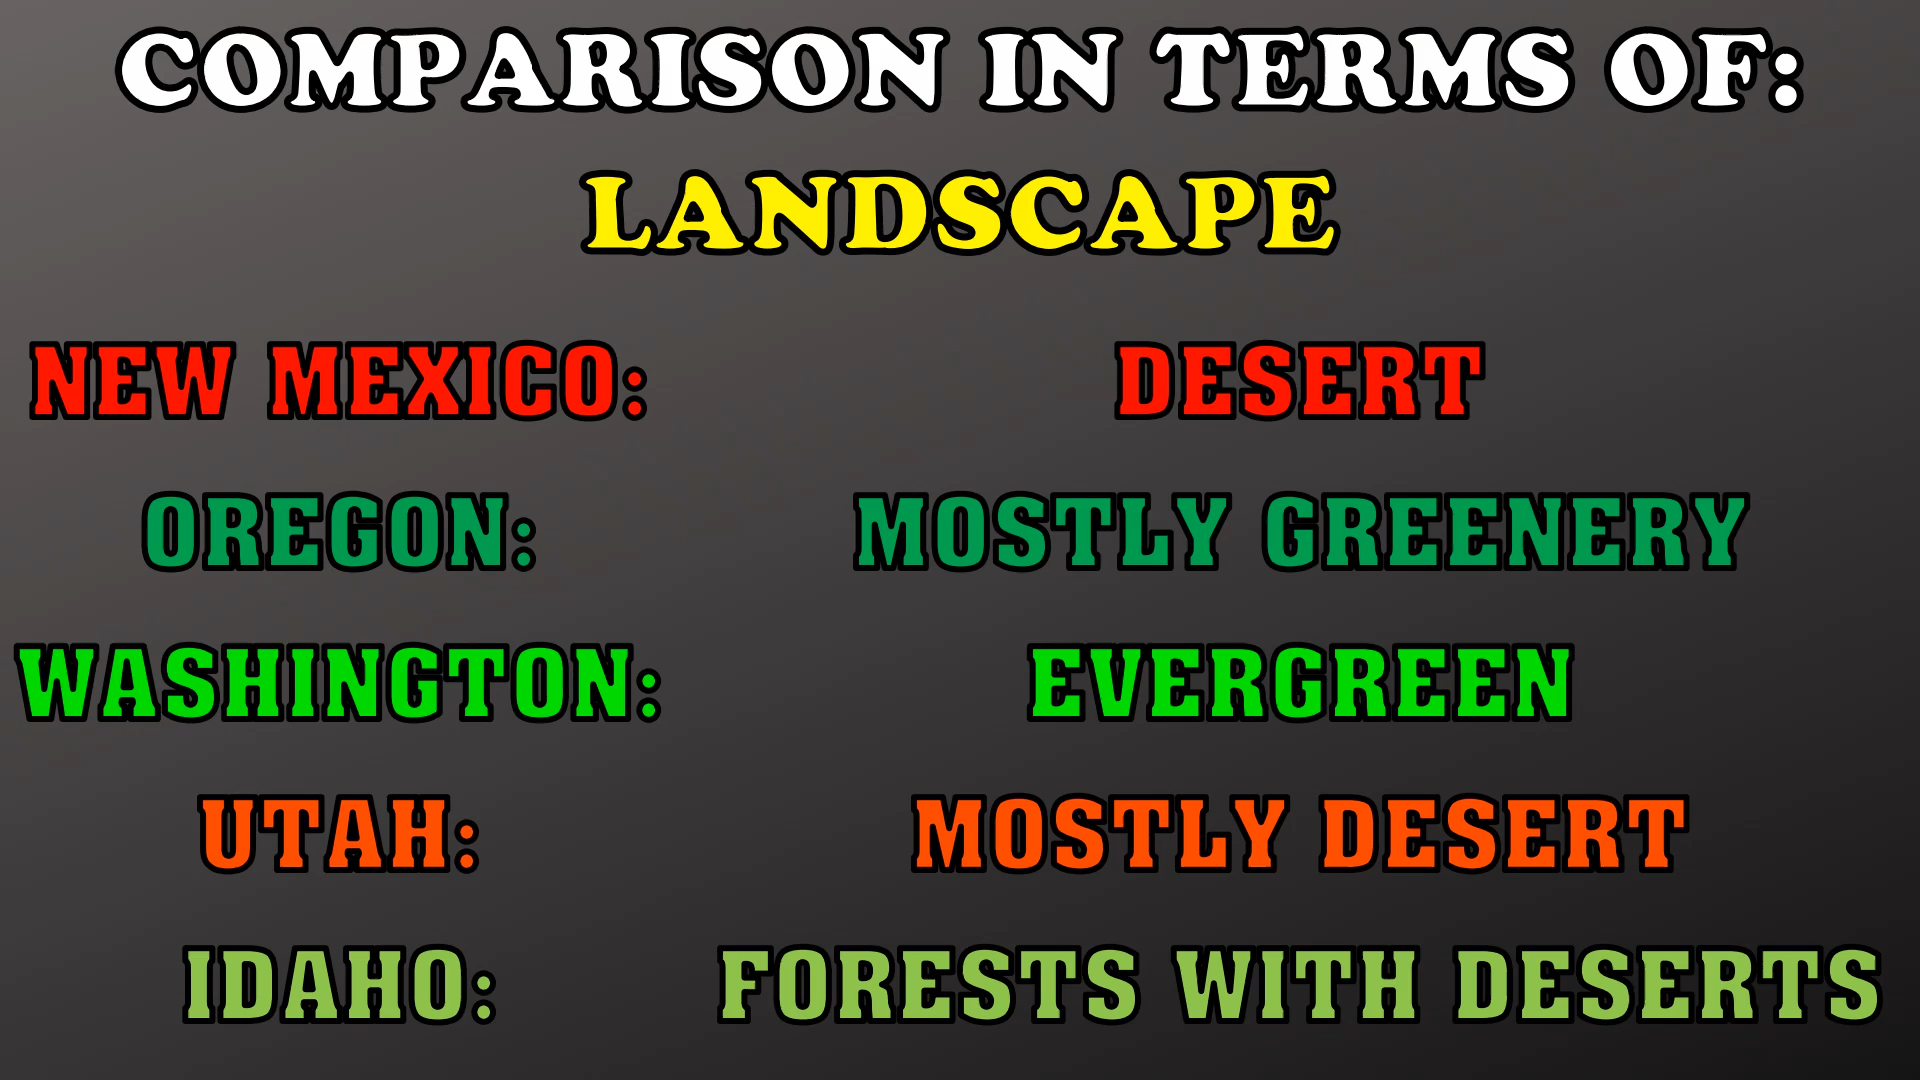 COMPARISON IN TERMS OF:
LANDSCAPE
NEW MEXICO: DESERT
OREGON: MOSTLY GREENERY
WASHINGTON: EVERGREEN
UTAH: MOSTLY DESERT
IDAHO: FORESTS WITH DESERTS